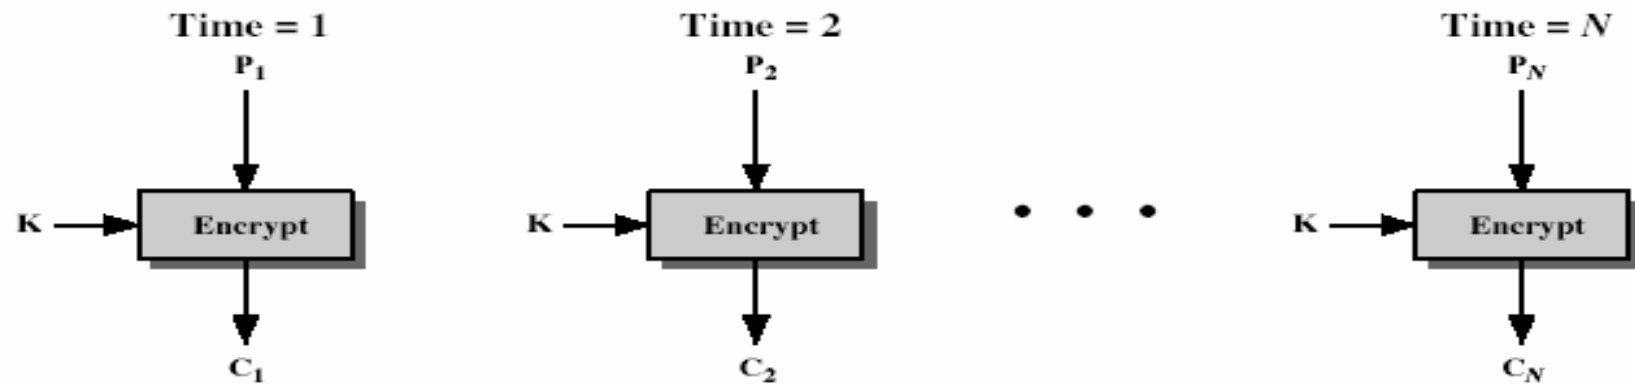 Time = 1 Time = 2 Time = N
P1 P2 PN
K Encrypt K Encrypt K Encrypt
C1 C2 CN